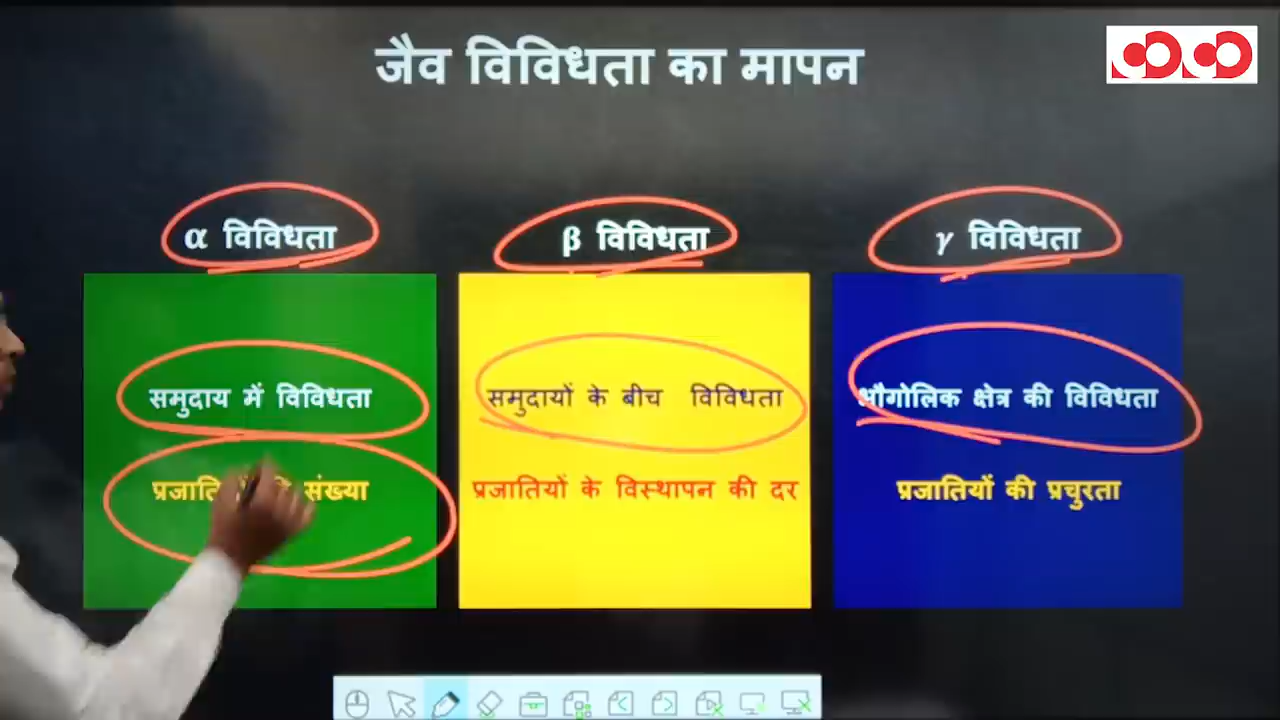 जैव विविधता का मापन
α विविधता
β विविधता
γ विविधता
समुदाय में विविधता
समुदायों के बीच विविधता
भौगोलिक क्षेत्र की विविधता
संख्या
प्रजातियों के विस्थापन की दर
प्रजातियों की प्रचुरता